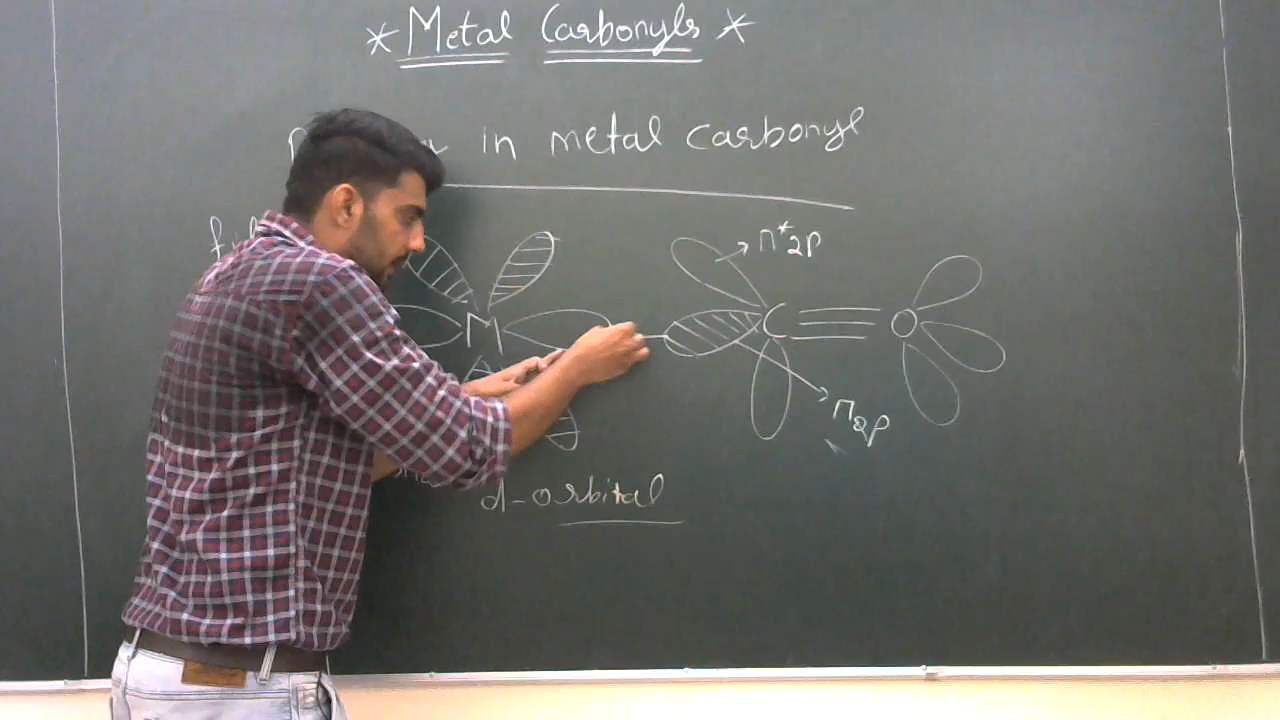 * Metal Carbonyls *
in metal carbonyl
π*2p
M C O
π2p
d-orbital